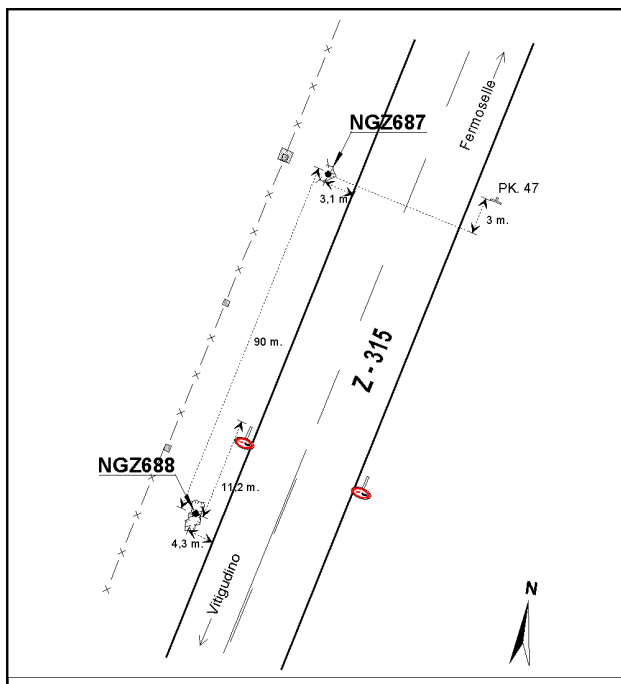 NGZ687
Fermoselle
PK. 47
3,1 m.
3 m.
90 m.
Z - 315
NGZ688
11,2 m.
4,3 m.
Vitigudino
N